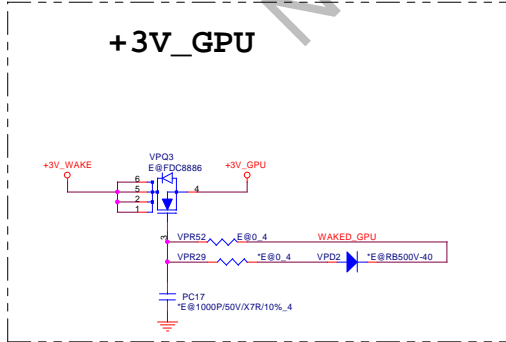 +3V_GPU
VPQ3
E@FDC8886
+3V_WAKE
+3V_GPU
6
5
2
1
4
3
VPR52
E@0_4
WAKED_GPU
VPR29
*E@0_4
VPD2
*E@RB500V-40
PC17
*E@1000P/50V/X7R/10%_4